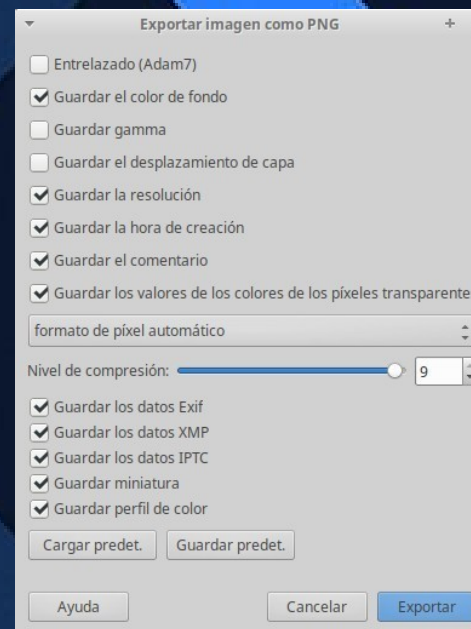 Exportar imagen como PNG
Entrelazado (Adam7)
Guardar el color de fondo
Guardar gamma
Guardar el desplazamiento de capa
Guardar la resolución
Guardar la hora de creación
Guardar el comentario
Guardar los valores de los colores de los píxeles transparente
formato de píxel automático
Nivel de compresión: 9
Guardar los datos Exif
Guardar los datos XMP
Guardar los datos IPTC
Guardar miniatura
Guardar perfil de color
Cargar predet. Guardar predet.
Ayuda Cancelar Exportar